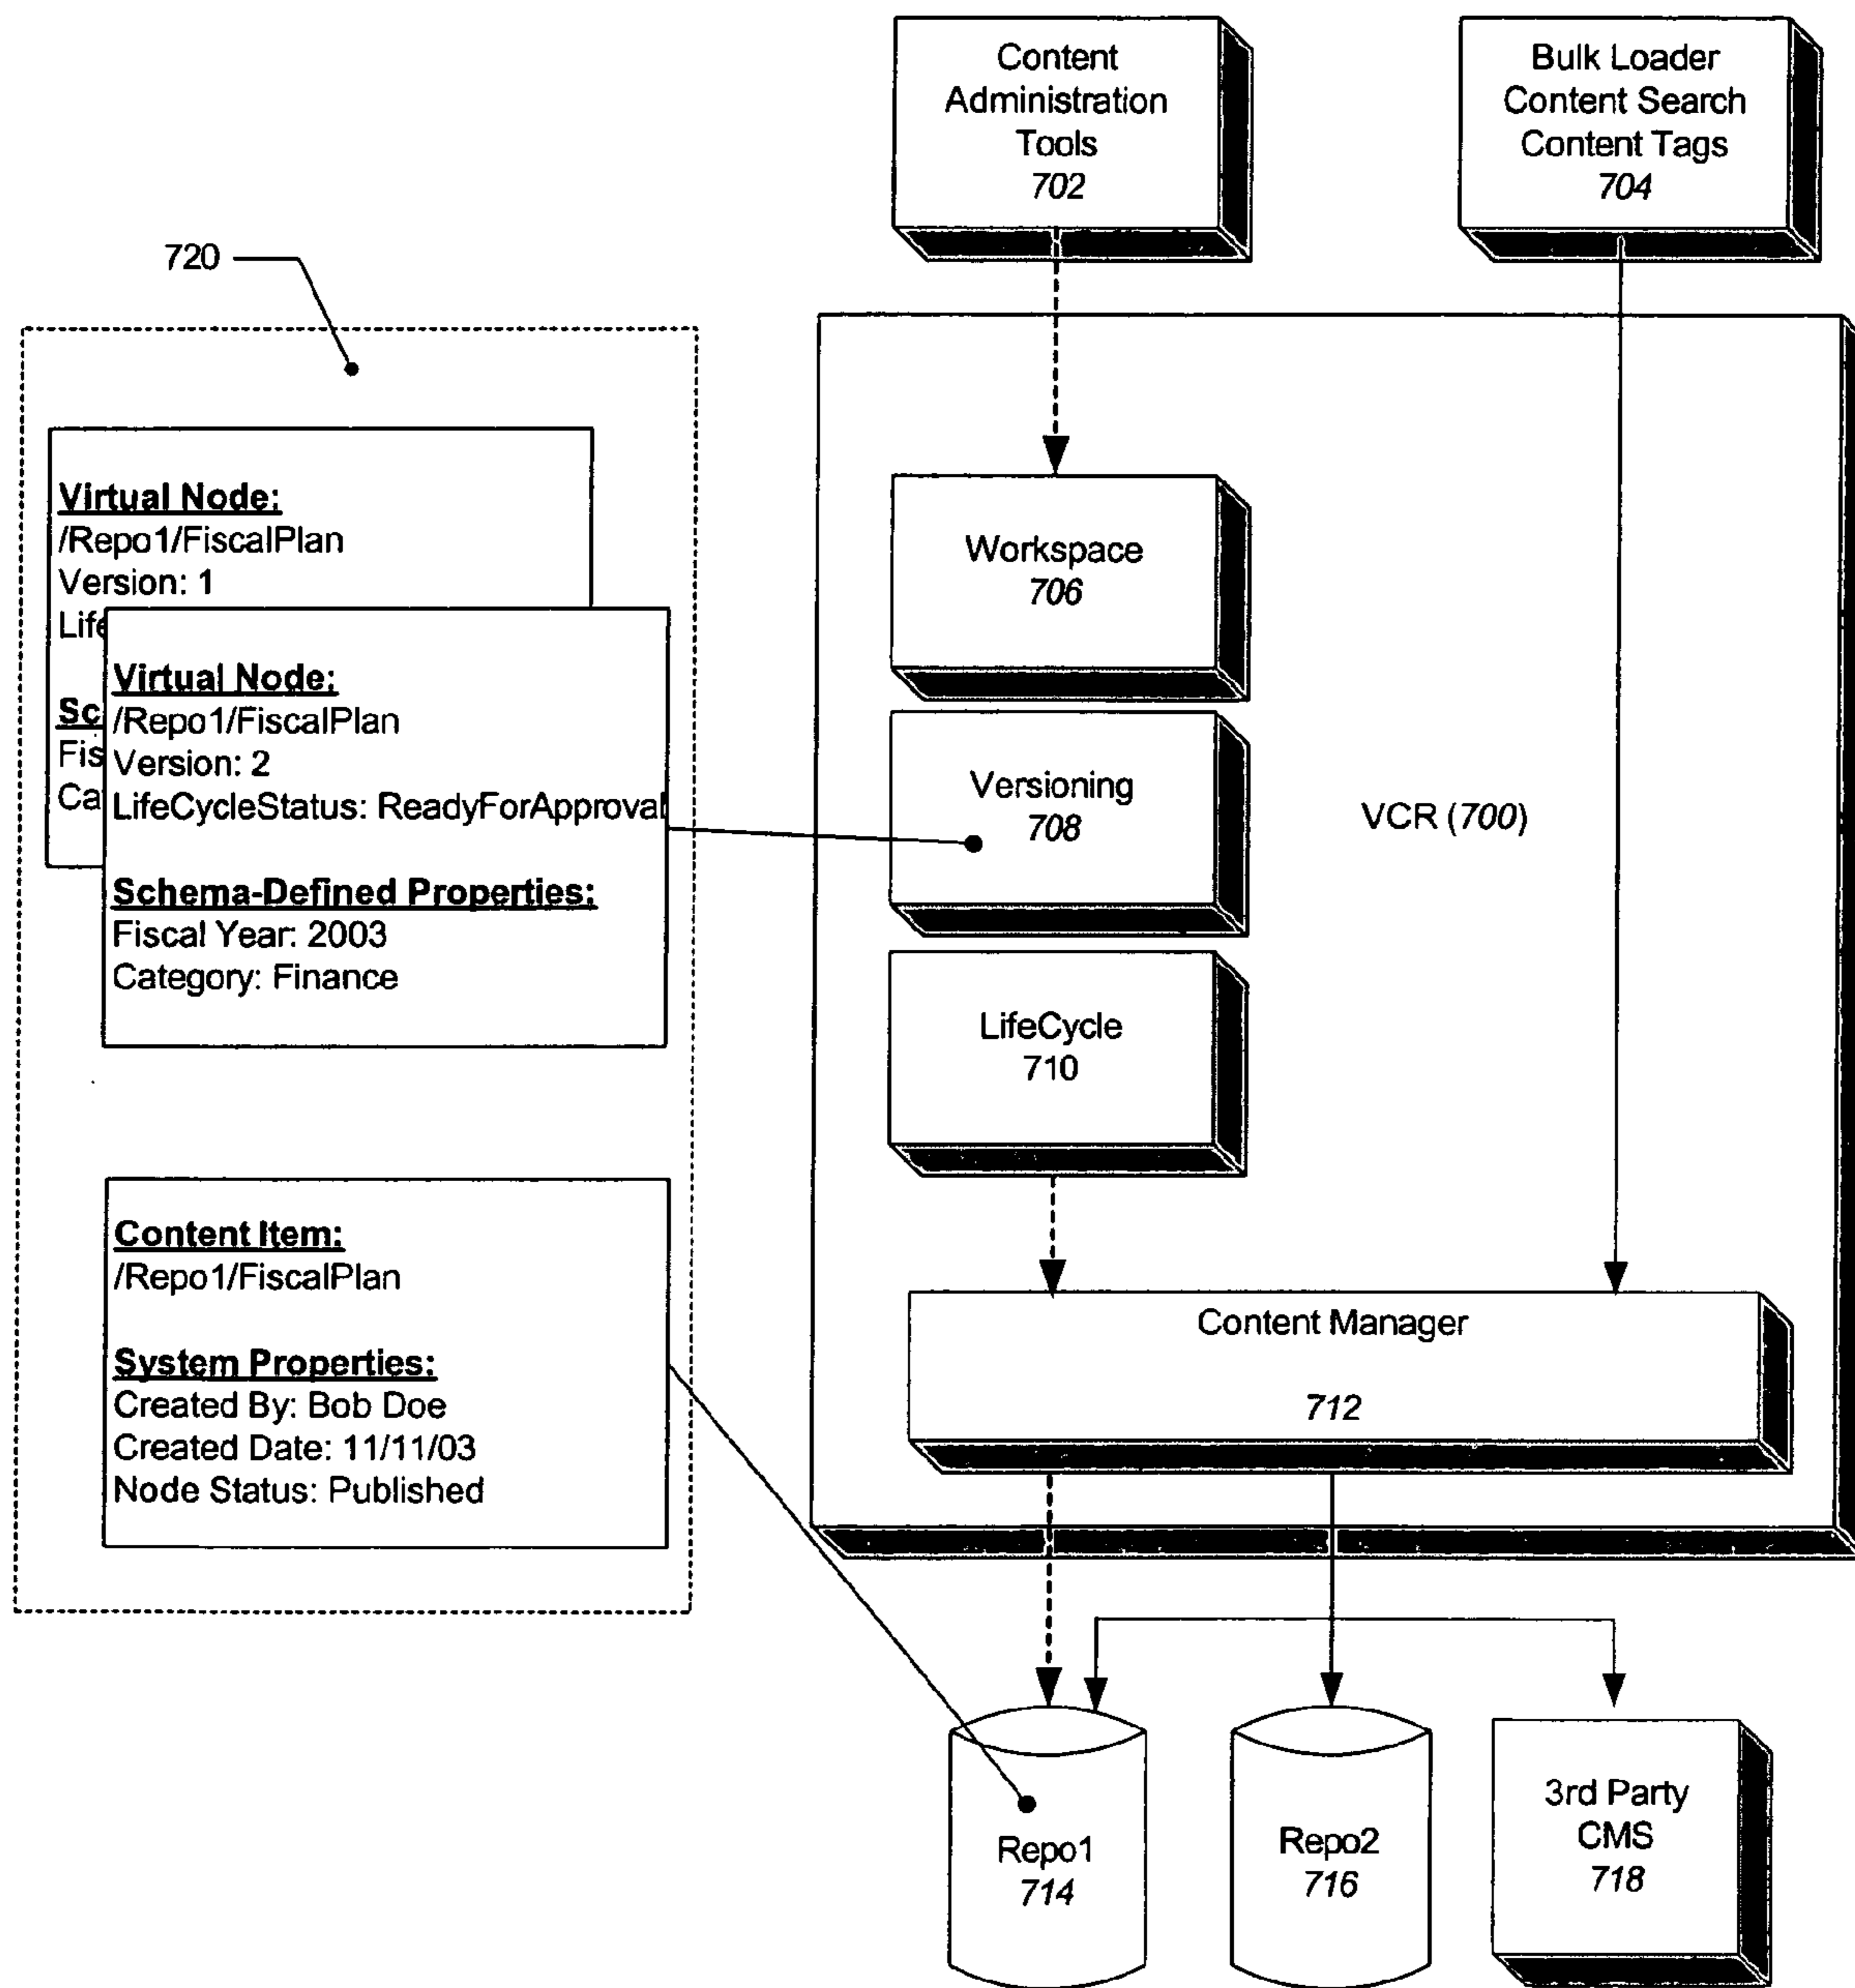 Content
Administration
Tools
702
Bulk Loader
Content Search
Content Tags
704
720
Virtual Node:
/Repo1/FiscalPlan
Version: 1
Virtual Node:
/Repo1/FiscalPlan
Version: 2
LifeCycleStatus: ReadyForApproval
Schema-Defined Properties:
Fiscal Year: 2003
Category: Finance
Content Item:
/Repo1/FiscalPlan
System Properties:
Created By: Bob Doe
Created Date: 11/11/03
Node Status: Published
Workspace
706
Versioning
708
VCR (700)
LifeCycle
710
Content Manager
712
Repo1
714
Repo2
716
3rd Party
CMS
718